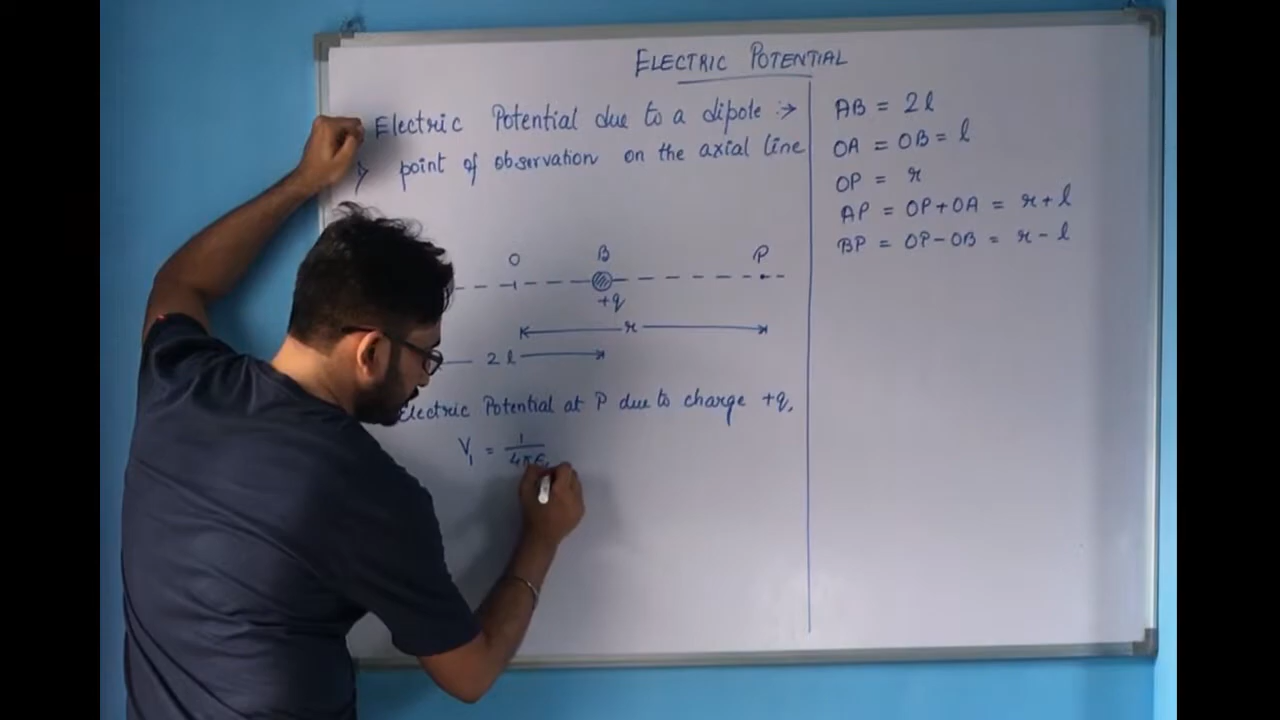 ELECTRIC POTENTIAL
Electric Potential due to a dipole :→
point of observation on the axial line
O B P
+q
r
2l
Electric Potential at P due to charge +q,
V₁ = 1/4πε
AB = 2l
OA = OB = l
OP = r
AP = OP+OA = r+l
BP = OP-OB = r-l